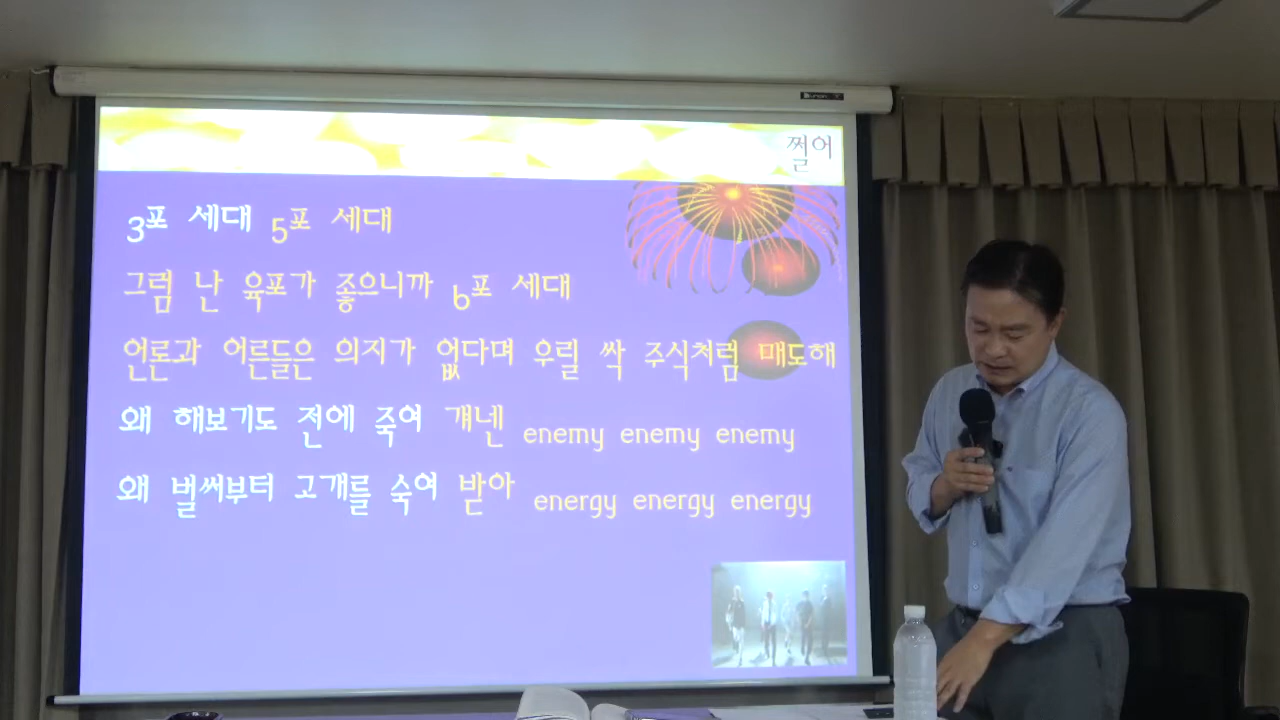 쩔어
3포 세대 5포 세대
그럼 난 육포가 좋으니까 6포 세대
언론과 어른들은 의지가 없다며 우릴 싹 주식처럼 매도해
왜 해보기도 전에 죽여 걔넨 enemy enemy enemy
왜 벌써부터 고개를 숙여 받아 energy energy energy